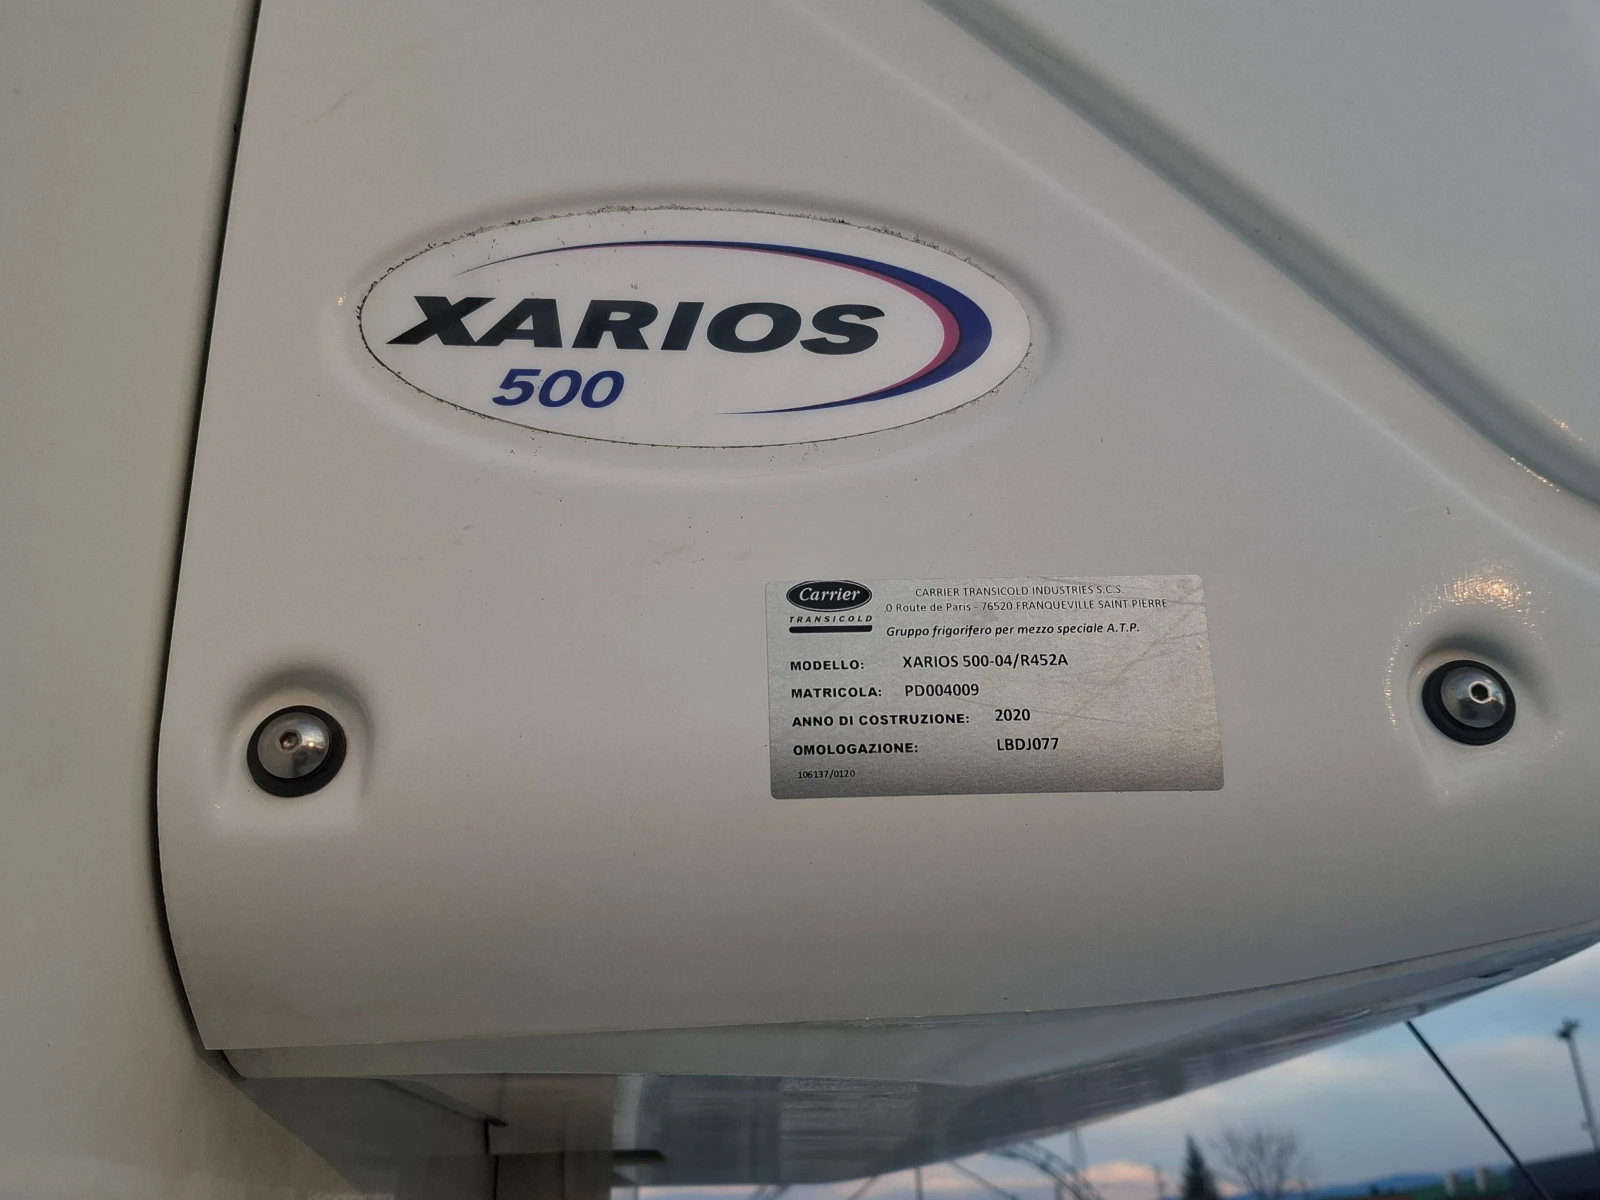 XARIOS
500
Carrier
TRANSICOLD
CARRIER TRANSICOLD INDUSTRIES S.C.S.
0 Route de Paris - 76520 FRANQUEVILLE SAINT PIERRE
Gruppo frigorifero per mezzo speciale A.T.P.
MODELLO: XARIOS 500-04/R452A
MATRICOLA: PD004009
ANNO DI COSTRUZIONE: 2020
OMOLOGAZIONE: LBDJ077
106137/0120